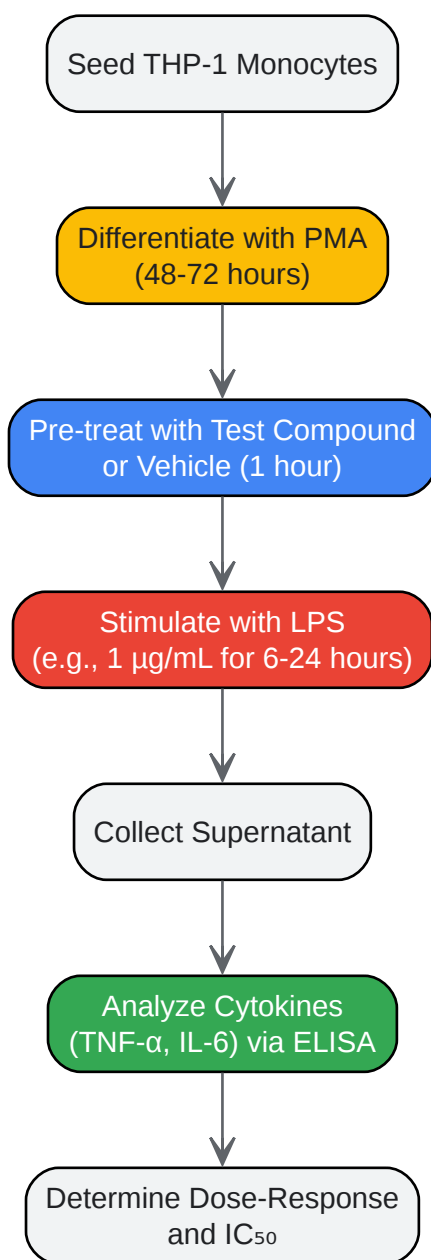 Seed THP-1 Monocytes
Differentiate with PMA
(48-72 hours)
Pre-treat with Test Compound
or Vehicle (1 hour)
Stimulate with LPS
(e.g., 1 µg/mL for 6-24 hours)
Collect Supernatant
Analyze Cytokines
(TNF-α, IL-6) via ELISA
Determine Dose-Response
and IC₅₀